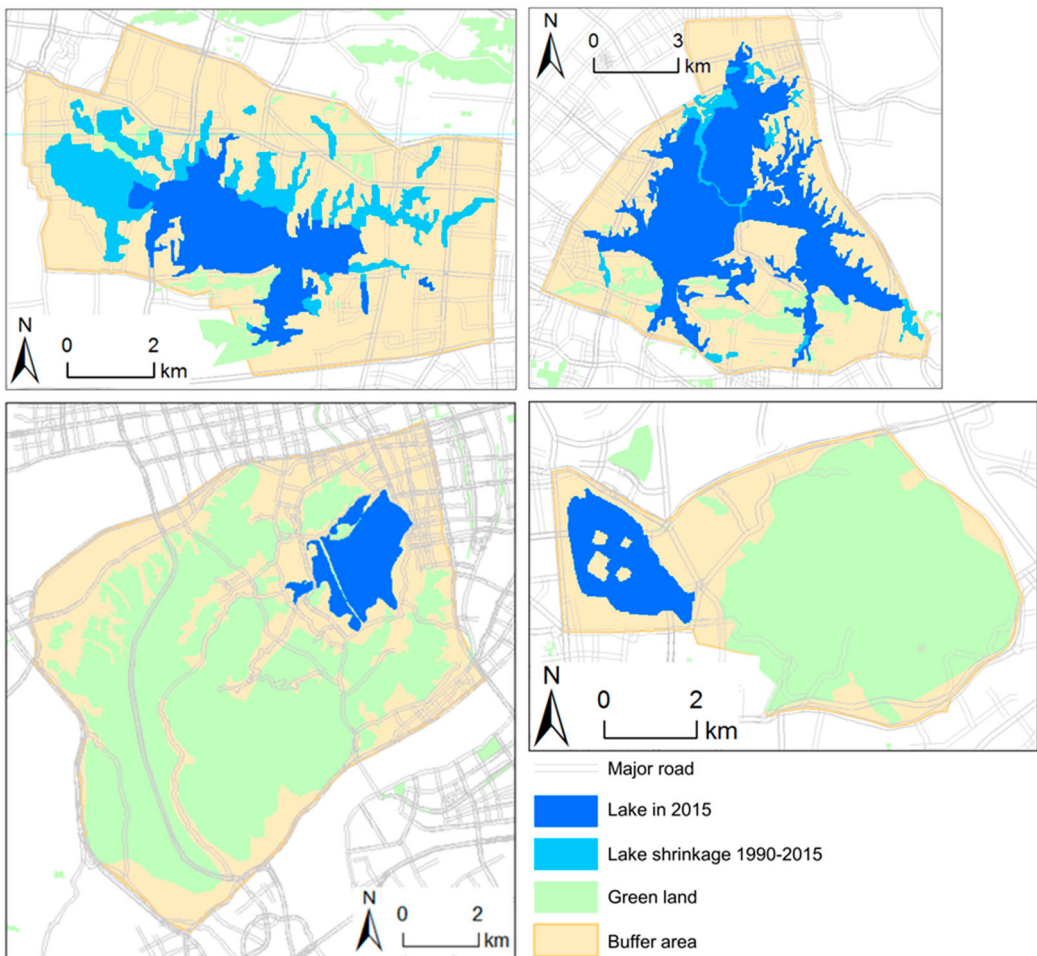 N
0 2
km
N
0 3
km
N
0 2
km
N
0 2
km
Major road
Lake in 2015
Lake shrinkage 1990-2015
Green land
Buffer area